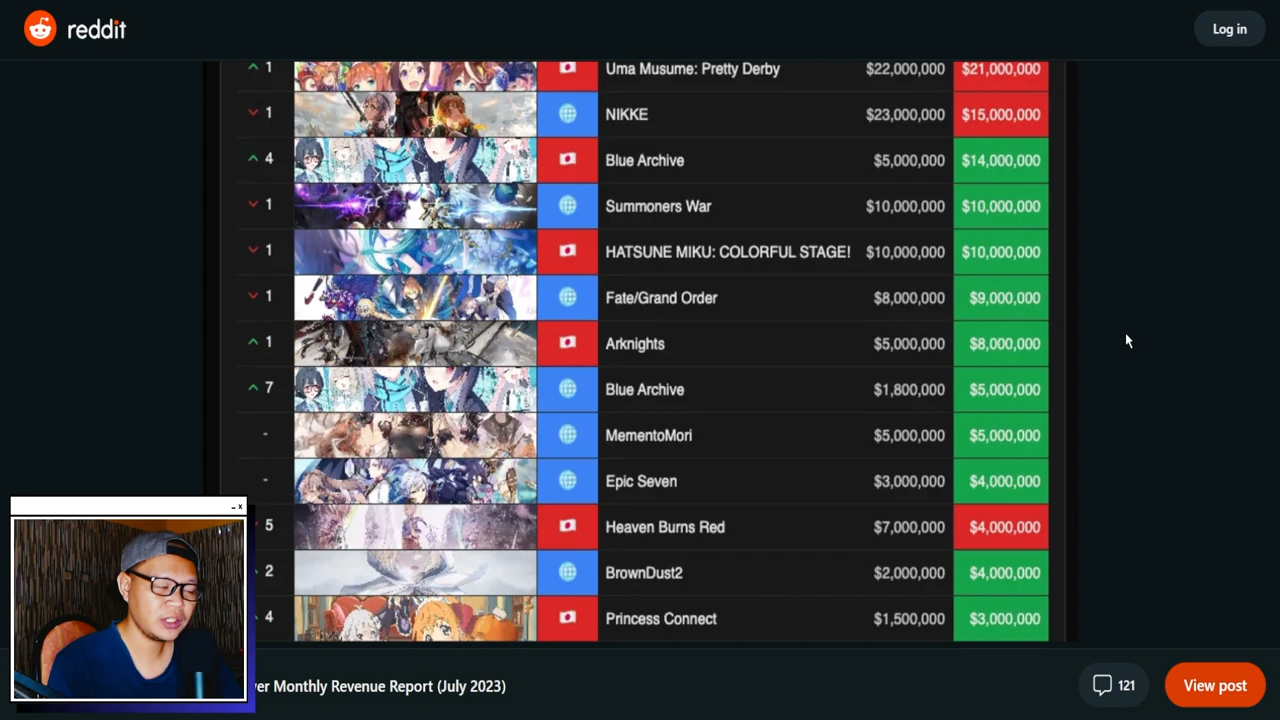 reddit
Log in
1 Uma Musume: Pretty Derby $22,000,000 $21,000,000
1 NIKKE $23,000,000 $15,000,000
4 Blue Archive $5,000,000 $14,000,000
1 Summoners War $10,000,000 $10,000,000
1 HATSUNE MIKU: COLORFUL STAGE! $10,000,000 $10,000,000
1 Fate/Grand Order $8,000,000 $9,000,000
1 Arknights $5,000,000 $8,000,000
7 Blue Archive $1,800,000 $5,000,000
- MementoMori $5,000,000 $5,000,000
- Epic Seven $3,000,000 $4,000,000
5 Heaven Burns Red $7,000,000 $4,000,000
2 BrownDust2 $2,000,000 $4,000,000
4 Princess Connect $1,500,000 $3,000,000
Monthly Revenue Report (July 2023)
121
View post